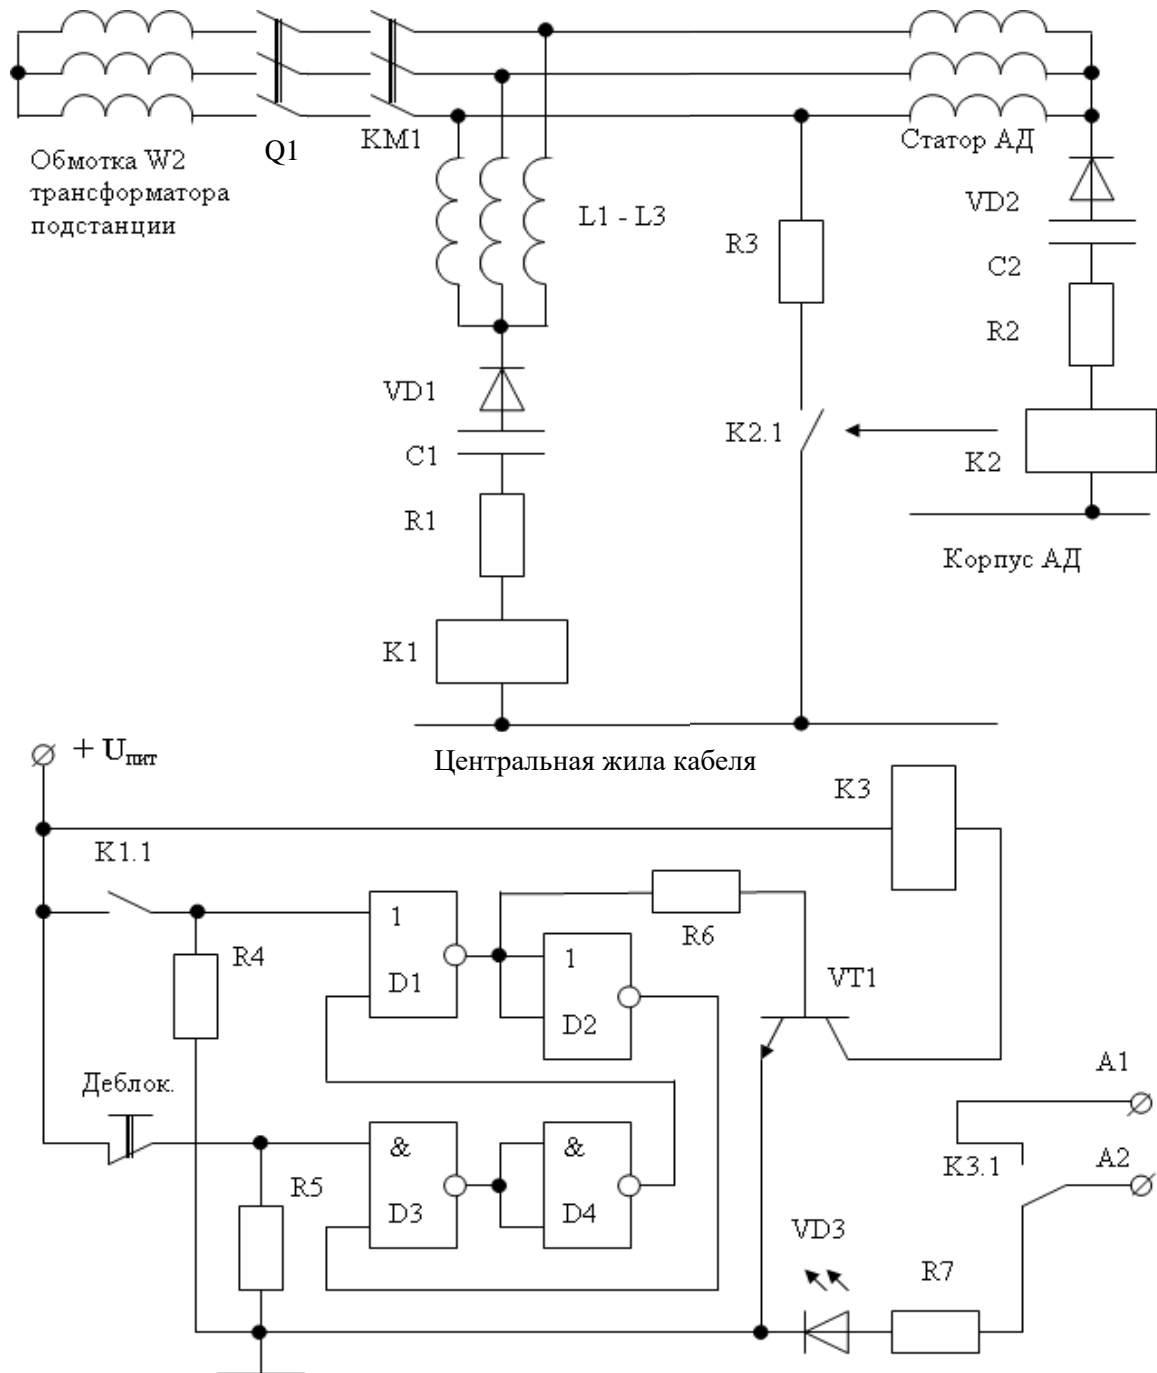 Обмотка W2
трансформатора
подстанции
Q1
KM1
L1 - L3
Статор АД
VD2
C2
R2
R3
K2.1
K2
Корпус АД
VD1
C1
R1
K1
Центральная жила кабеля
+ Uпит
K3
K1.1
R4
1
D1
1
D2
R6
VT1
Деблок.
R5
&
D3
&
D4
A1
K3.1
A2
VD3
R7